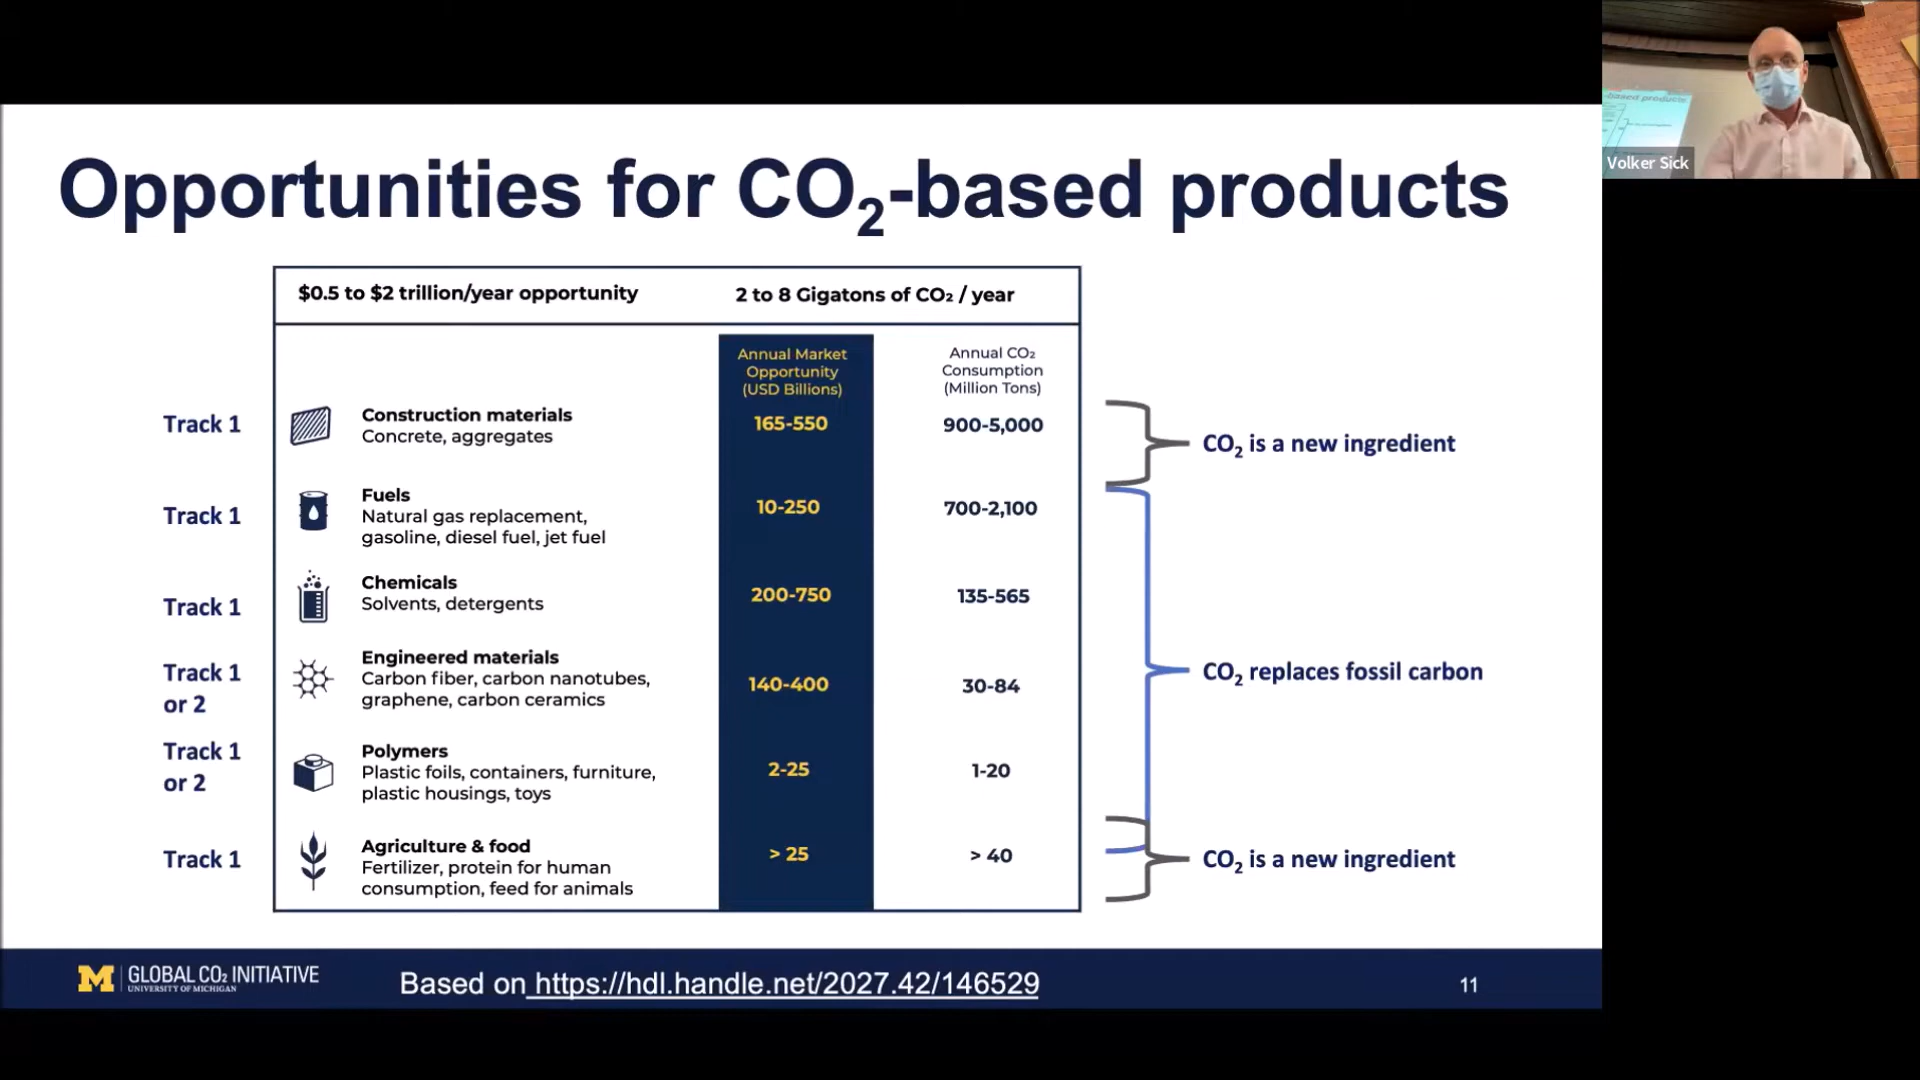 Opportunities for CO₂-based products
$0.5 to $2 trillion/year opportunity
2 to 8 Gigatons of CO₂ / year
Annual Market
Opportunity
(USD Billions)
Annual CO₂
Consumption
(Million Tons)
Track 1
Construction materials
Concrete, aggregates
165-550
900-5,000
CO₂ is a new ingredient
Track 1
Fuels
Natural gas replacement,
gasoline, diesel fuel, jet fuel
10-250
700-2,100
Track 1
Chemicals
Solvents, detergents
200-750
135-565
Track 1
or 2
Engineered materials
Carbon fiber, carbon nanotubes,
graphene, carbon ceramics
140-400
30-84
CO₂ replaces fossil carbon
Track 1
or 2
Polymers
Plastic foils, containers, furniture,
plastic housings, toys
2-25
1-20
Track 1
Agriculture & food
Fertilizer, protein for human
consumption, feed for animals
> 25
> 40
CO₂ is a new ingredient
M
GLOBAL CO₂ INITIATIVE
UNIVERSITY OF MICHIGAN
Based on https://hdl.handle.net/2027.42/146529
11
-based products
Volker Sick